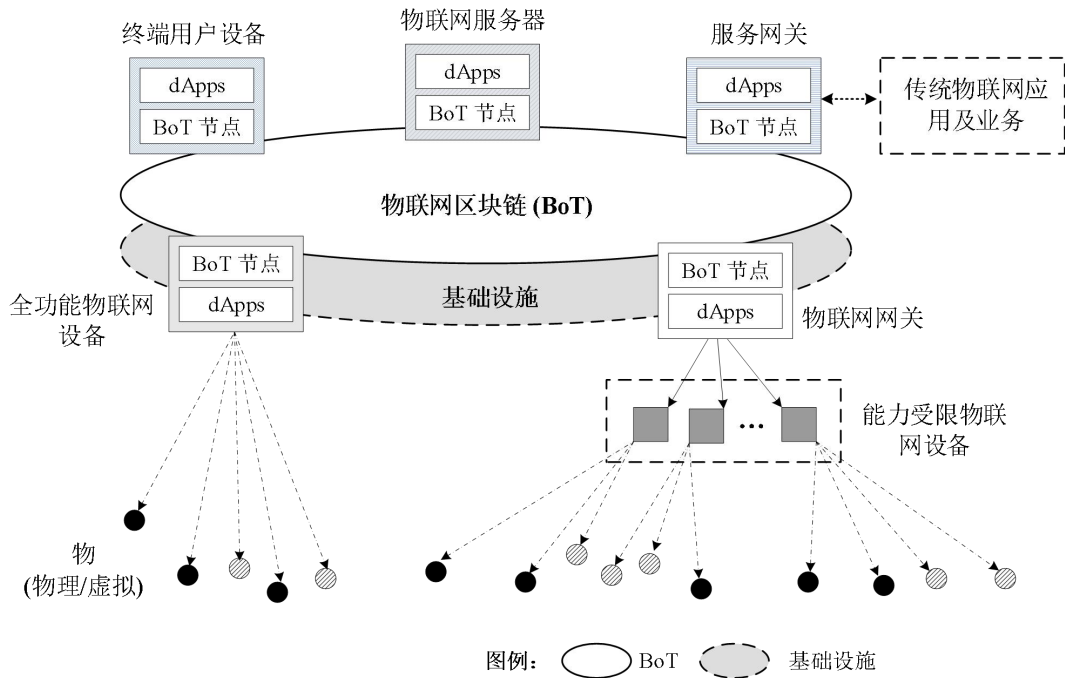 终端用户设备
dApps
BoT 节点
物联网服务器
dApps
BoT 节点
服务网关
dApps
BoT 节点
传统物联网应
用及业务
物联网区块链 (BoT)
基础设施
BoT 节点
dApps
全功能物联网
设备
BoT 节点
dApps
物联网网关
能力受限物联
网设备
...
物
(物理/虚拟)
图例：
BoT
基础设施